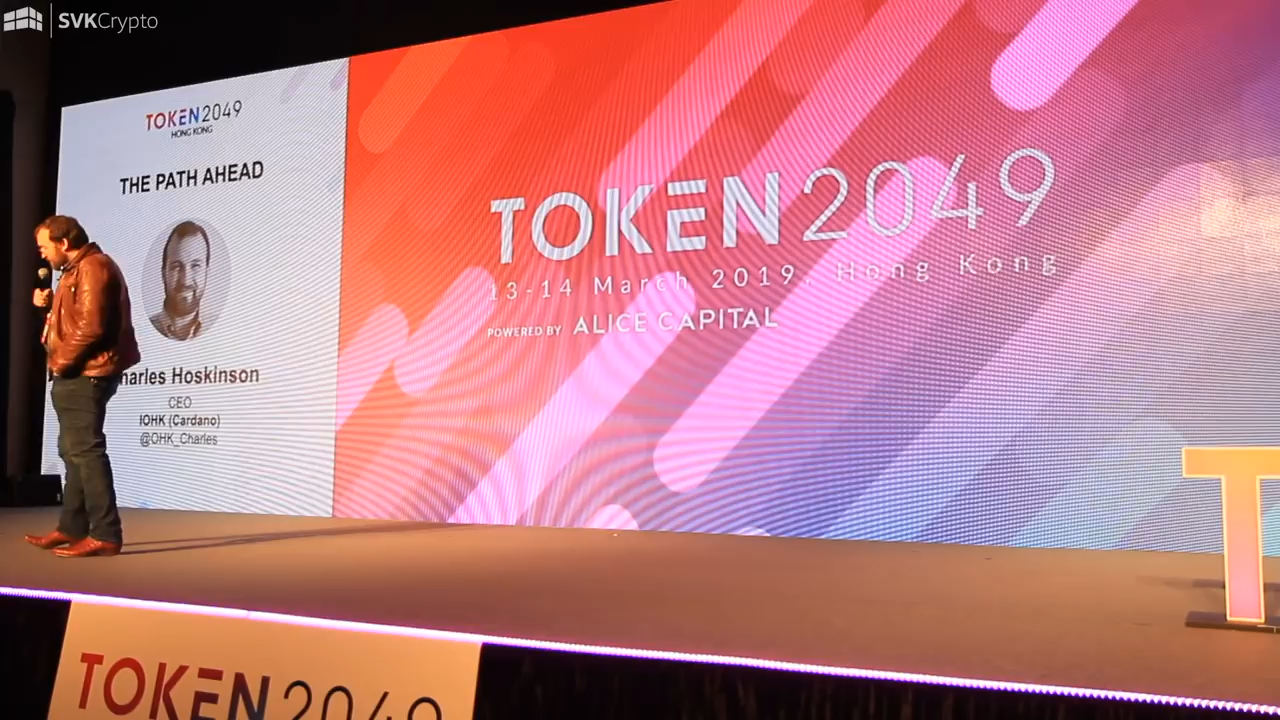 SVKCrypto
TOKEN2049
HONG KONG
THE PATH AHEAD
harles Hoskinson
CEO
IOHK (Cardano)
@OHK_Charles
TOKEN2049
13-14 March 2019, Hong Kong
POWERED BY ALICE CAPITAL
T
TOKEN2049